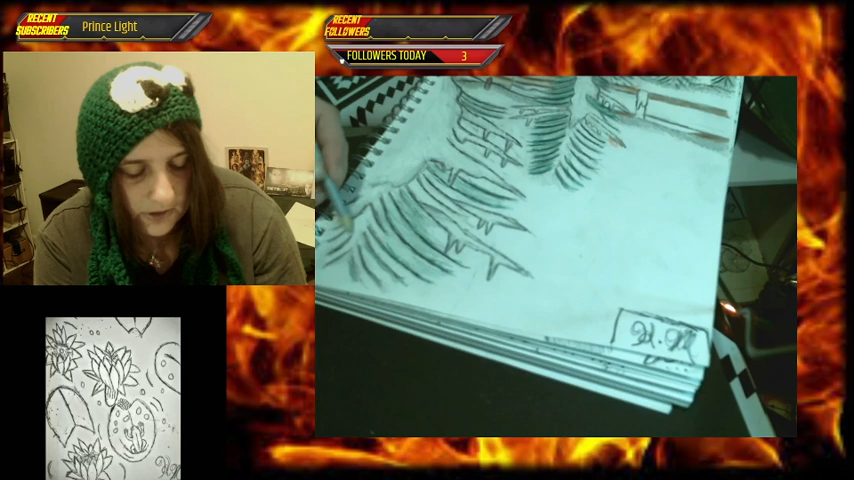 RECENT
SUBSCRIBERS Prince Light
RECENT
FOLLOWERS
FOLLOWERS TODAY 3